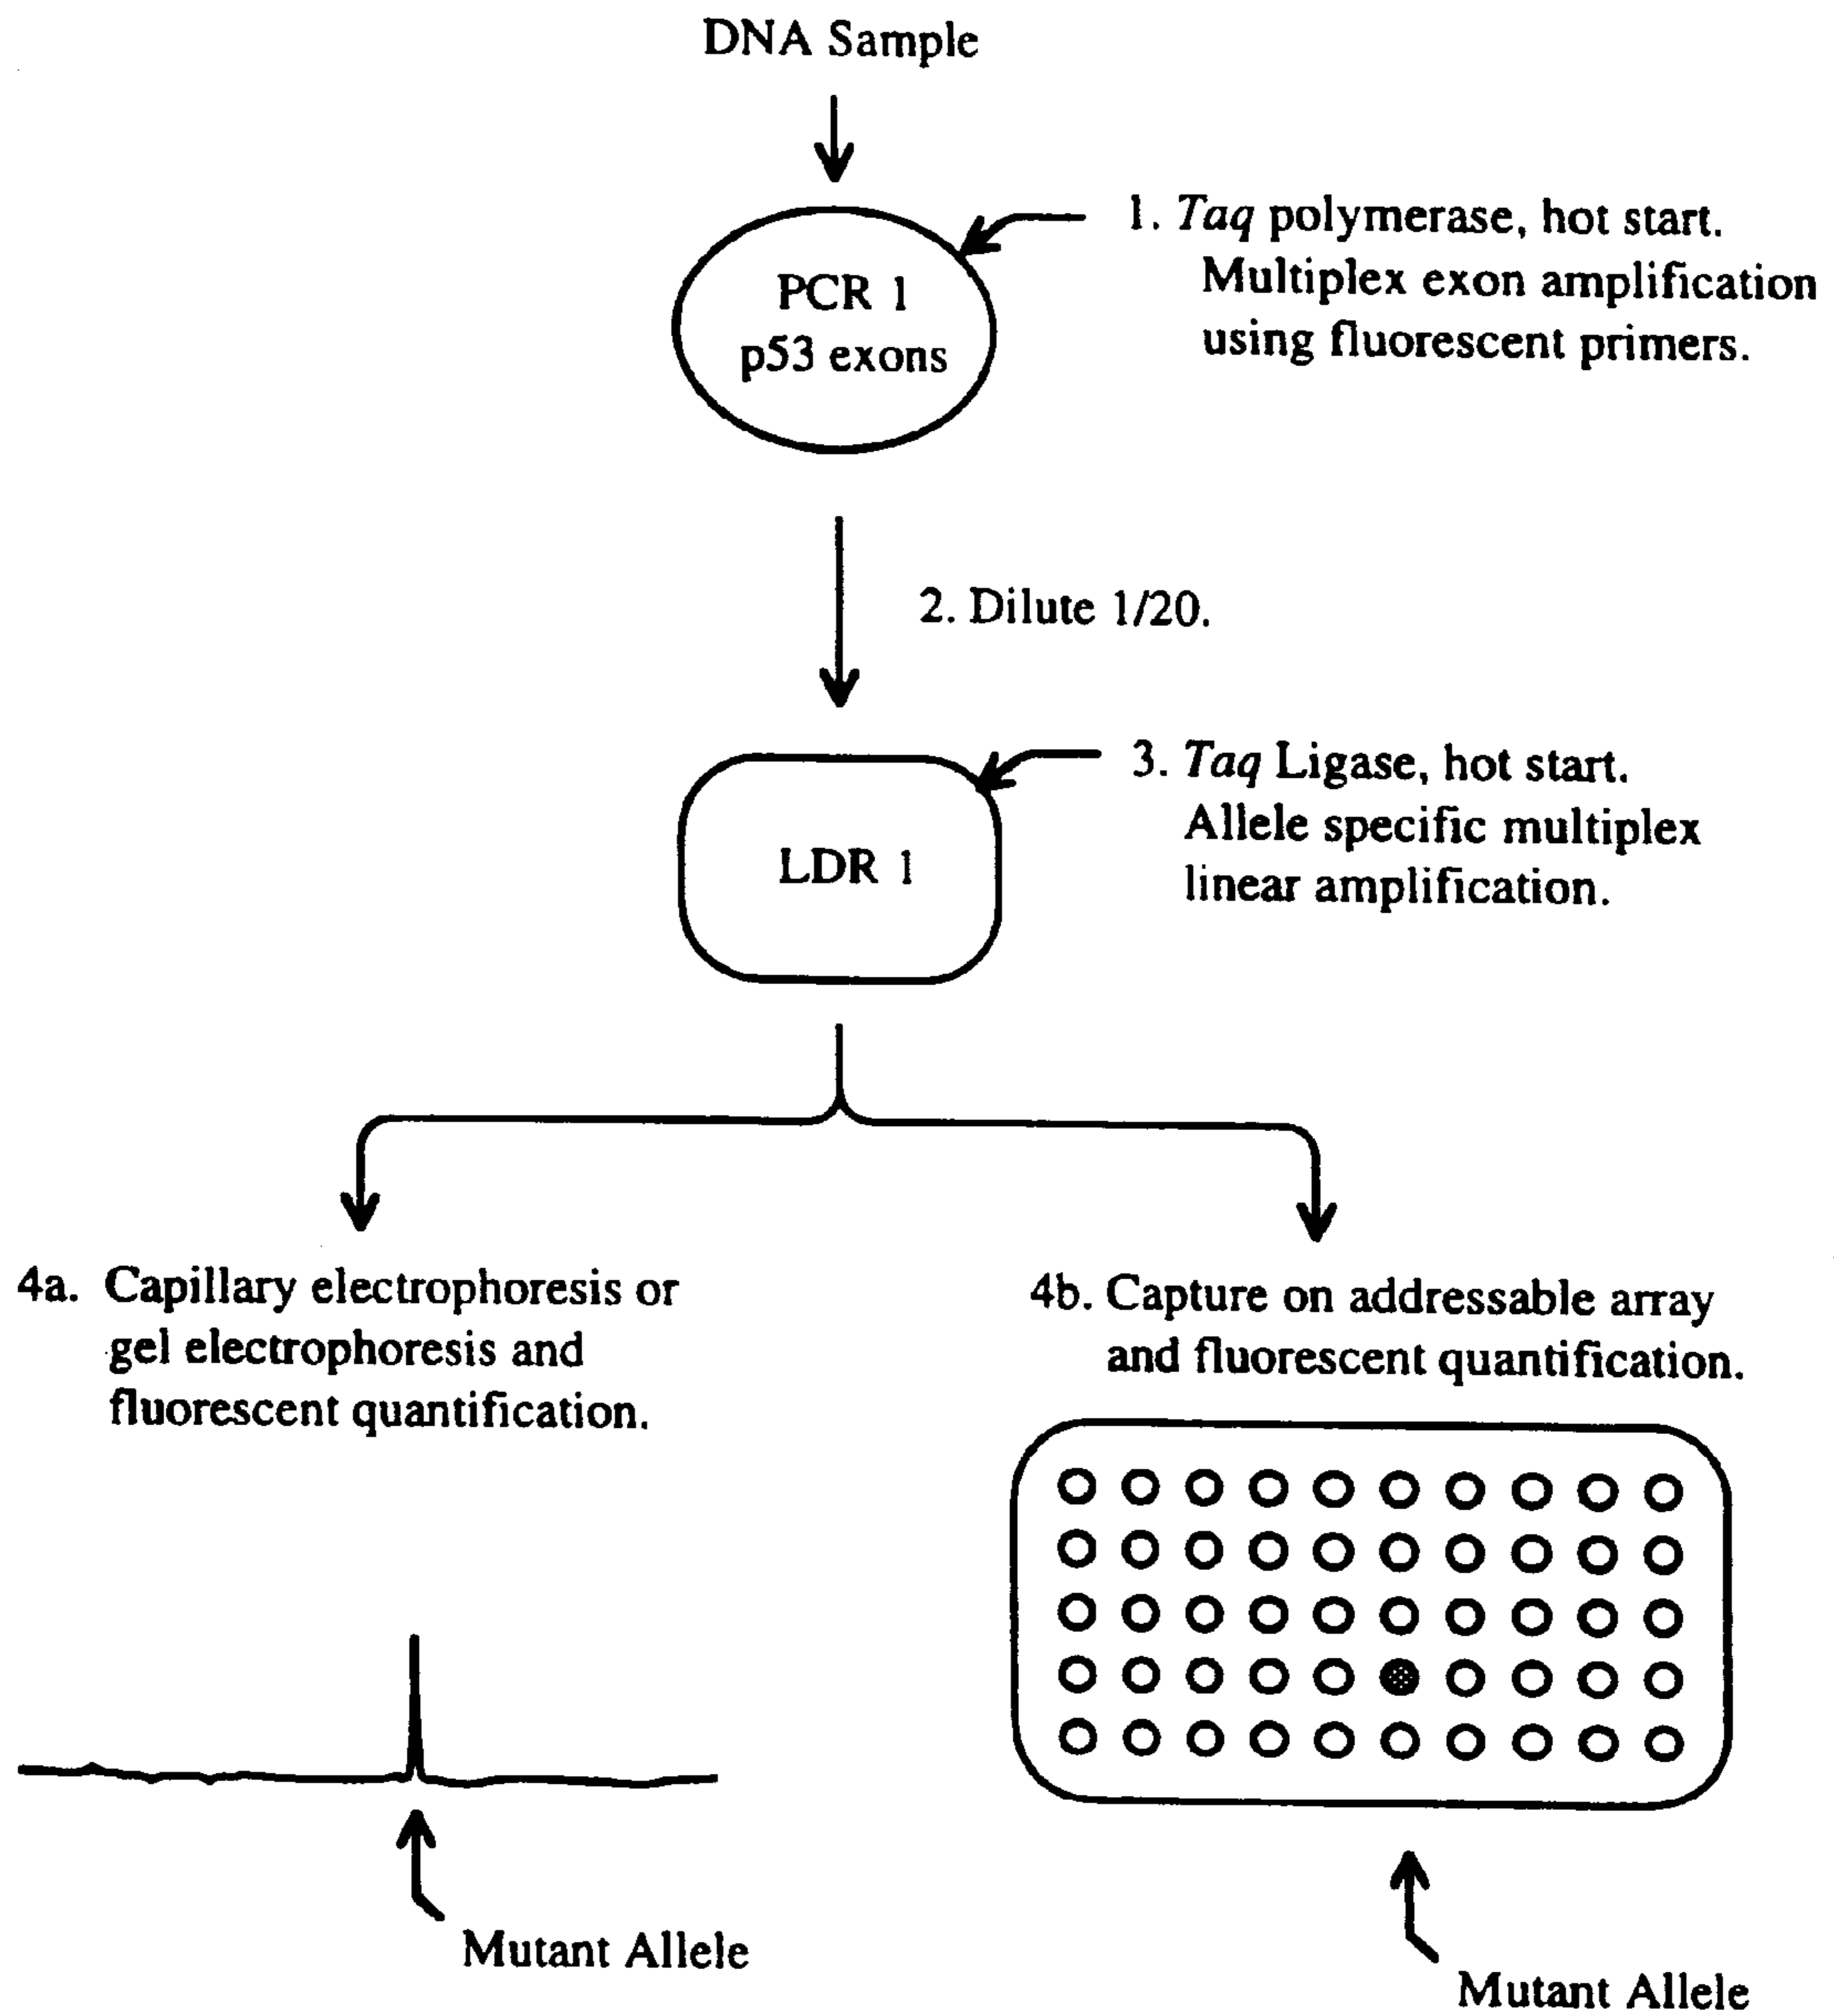 DNA Sample
PCR 1
p53 exons
1. Taq polymerase, hot start.
Multiplex exon amplification
using fluorescent primers.
2. Dilute 1/20.
LDR 1
3. Taq Ligase, hot start.
Allele specific multiplex
linear amplification.
4a. Capillary electrophoresis or
gel electrophoresis and
fluorescent quantification.
4b. Capture on addressable array
and fluorescent quantification.
Mutant Allele
Mutant Allele